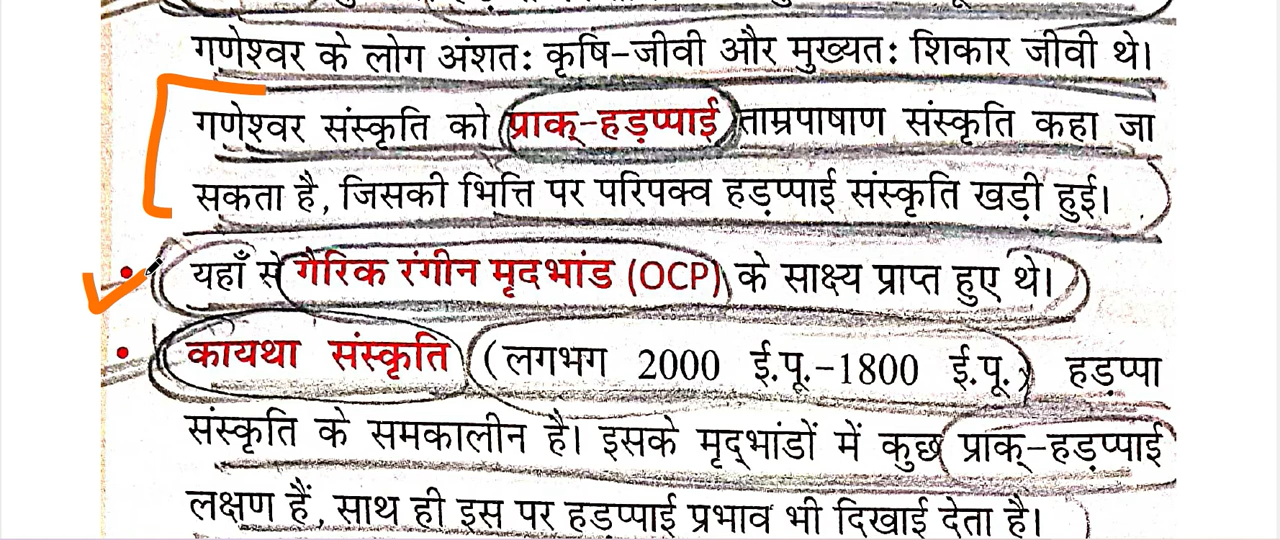 गणेश्वर के लोग अंशत: कृषि-जीवी और मुख्यत: शिकार जीवी थे।
गणेश्वर संस्कृति को प्राक्-हड़प्पाई ताम्रपाषाण संस्कृति कहा जा
सकता है, जिसकी भित्ति पर परिपक्व हड़प्पाई संस्कृति खड़ी हुई।
• यहाँ से गैरिक रंगीन मृदभांड (OCP) के साक्ष्य प्राप्त हुए थे।
• कायथा संस्कृति (लगभग 2000 ई.पू.-1800 ई.पू.) हड़प्पा
संस्कृति के समकालीन है। इसके मृद्भांडों में कुछ प्राक्-हड़प्पाई
लक्षण हैं, साथ ही इस पर हड़प्पाई प्रभाव भी दिखाई देता है।